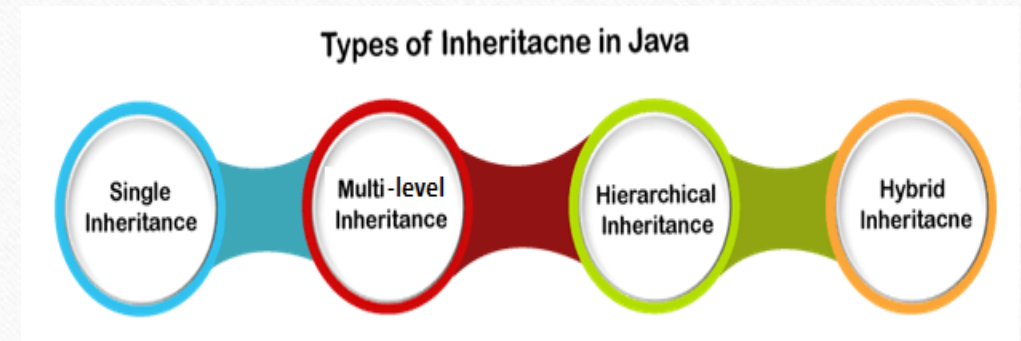 Types of Inheritacne in Java
Single
Inheritance
Multi-level
Inheritance
Hierarchical
Inheritance
Hybrid
Inheritacne